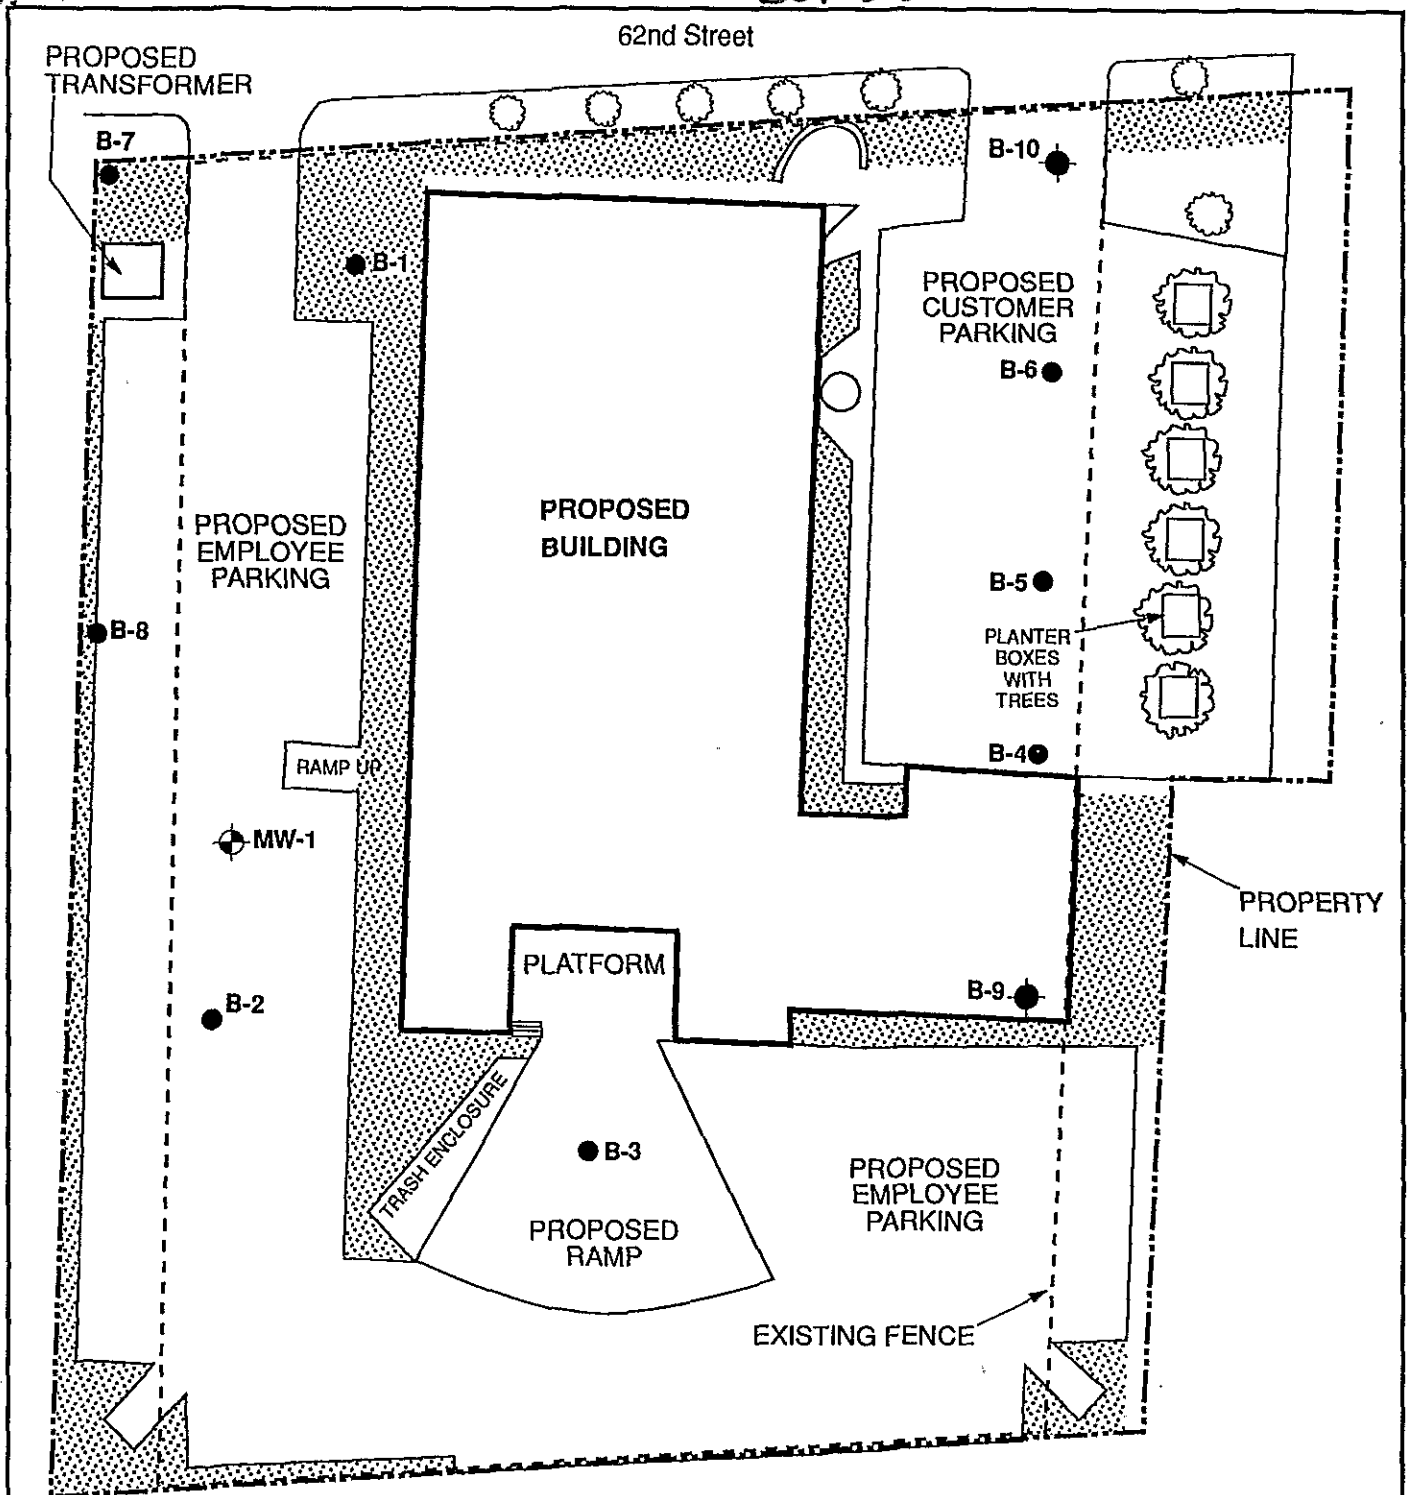 62nd Street
PROPOSED
TRANSFORMER
B-7
B-10
B-1
PROPOSED
CUSTOMER
PARKING
B-6
PROPOSED
EMPLOYEE
PARKING
PROPOSED
BUILDING
B-5
B-8
PLANTER
BOXES
WITH
TREES
B-4
RAMP UP
MW-1
PROPERTY
LINE
PLATFORM
B-9
B-2
TRASH ENCLOSURE
B-3
PROPOSED
EMPLOYEE
PARKING
PROPOSED
RAMP
EXISTING FENCE